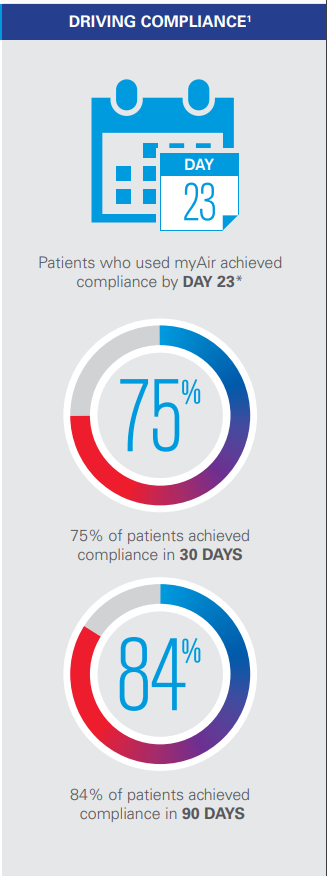 DRIVING COMPLIANCE¹
DAY
23
Patients who used myAir achieved
compliance by DAY 23*
75%
75% of patients achieved
compliance in 30 DAYS
84%
84% of patients achieved
compliance in 90 DAYS